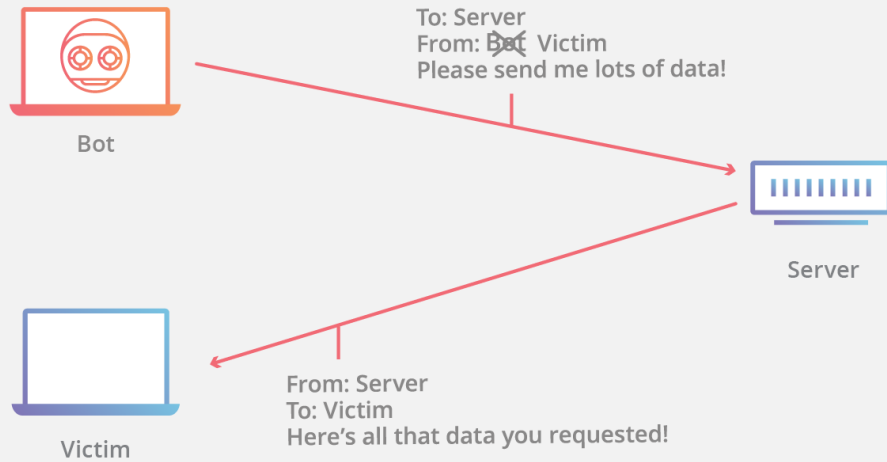 To: Server
From: Bot Victim
Please send me lots of data!
Bot
Server
From: Server
To: Victim
Here's all that data you requested!
Victim